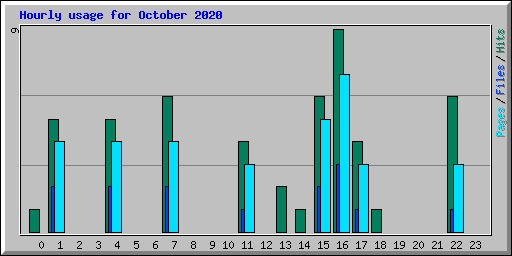 Hourly usage for October 2020
9
Pages/Files/Hits
0 1 2 3 4 5 6 7 8 9 10 11 12 13 14 15 16 17 18 19 20 21 22 23